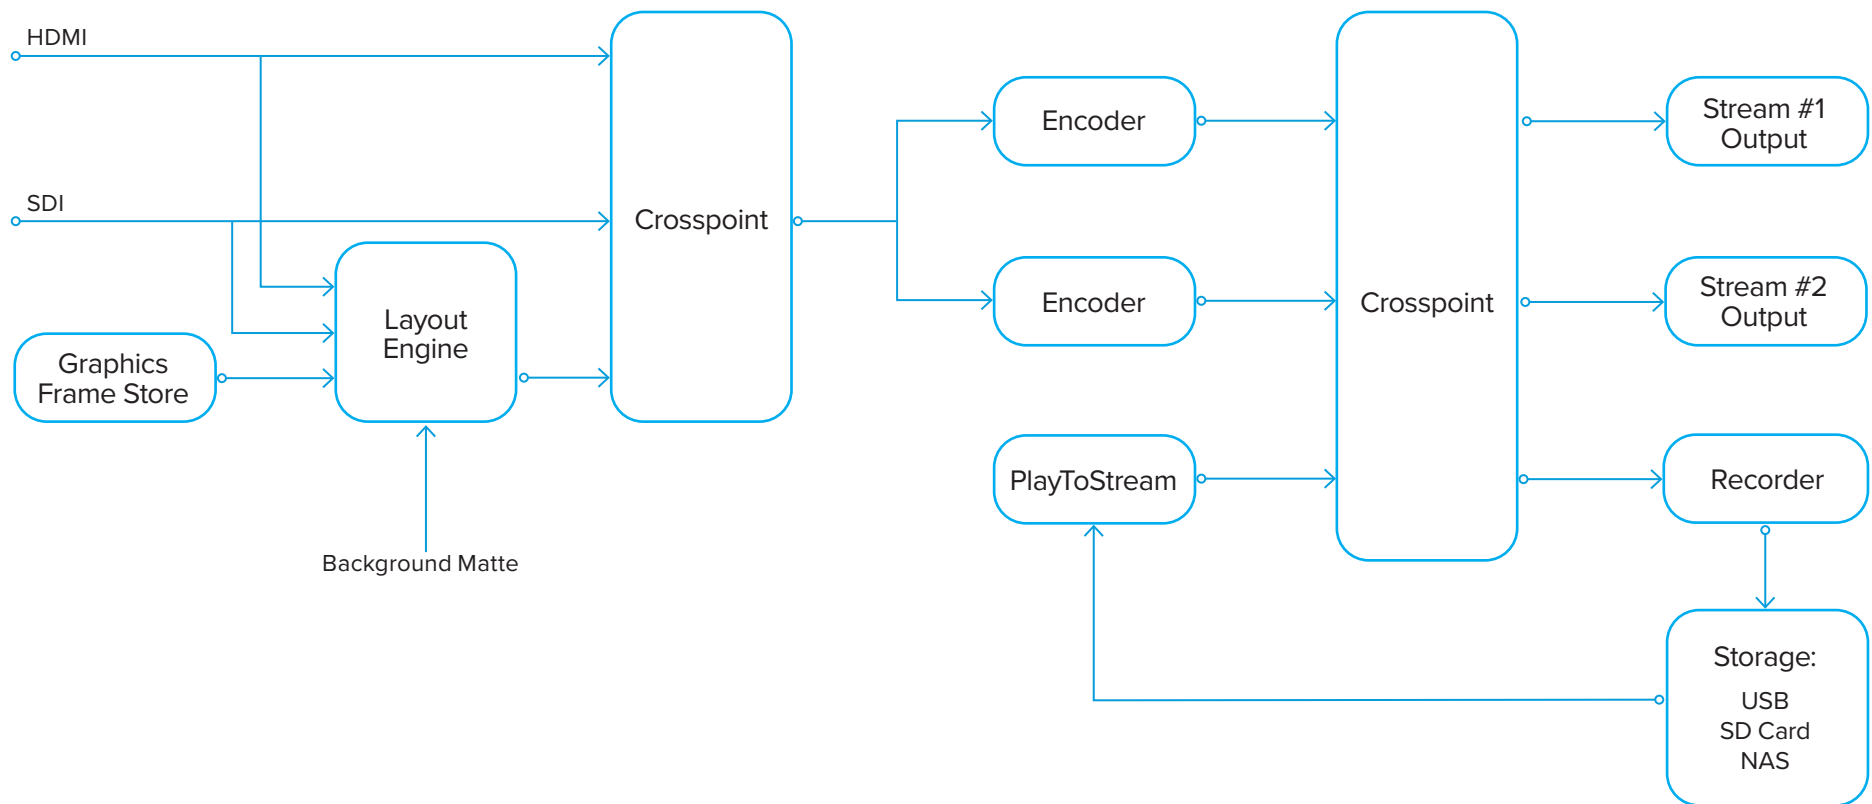 HDMI
SDI
Graphics
Frame Store
Layout
Engine
Background Matte
Crosspoint
Encoder
Encoder
PlayToStream
Crosspoint
Stream #1
Output
Stream #2
Output
Recorder
Storage:
USB
SD Card
NAS